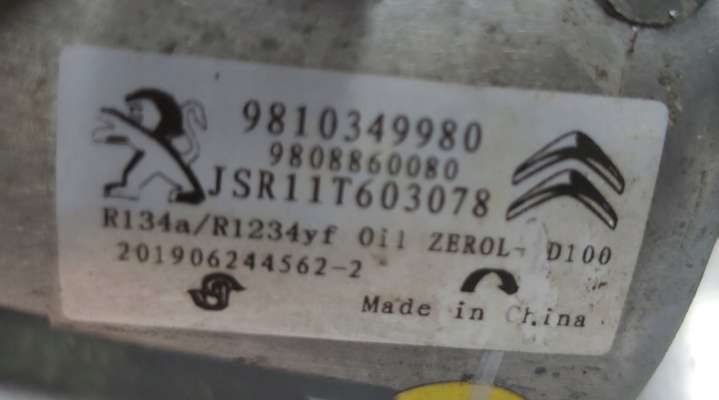 9810349980
9808860080
JSR11T603078
R134a/R1234yf Oil ZEROL- D100
201906244562-2
Made in China